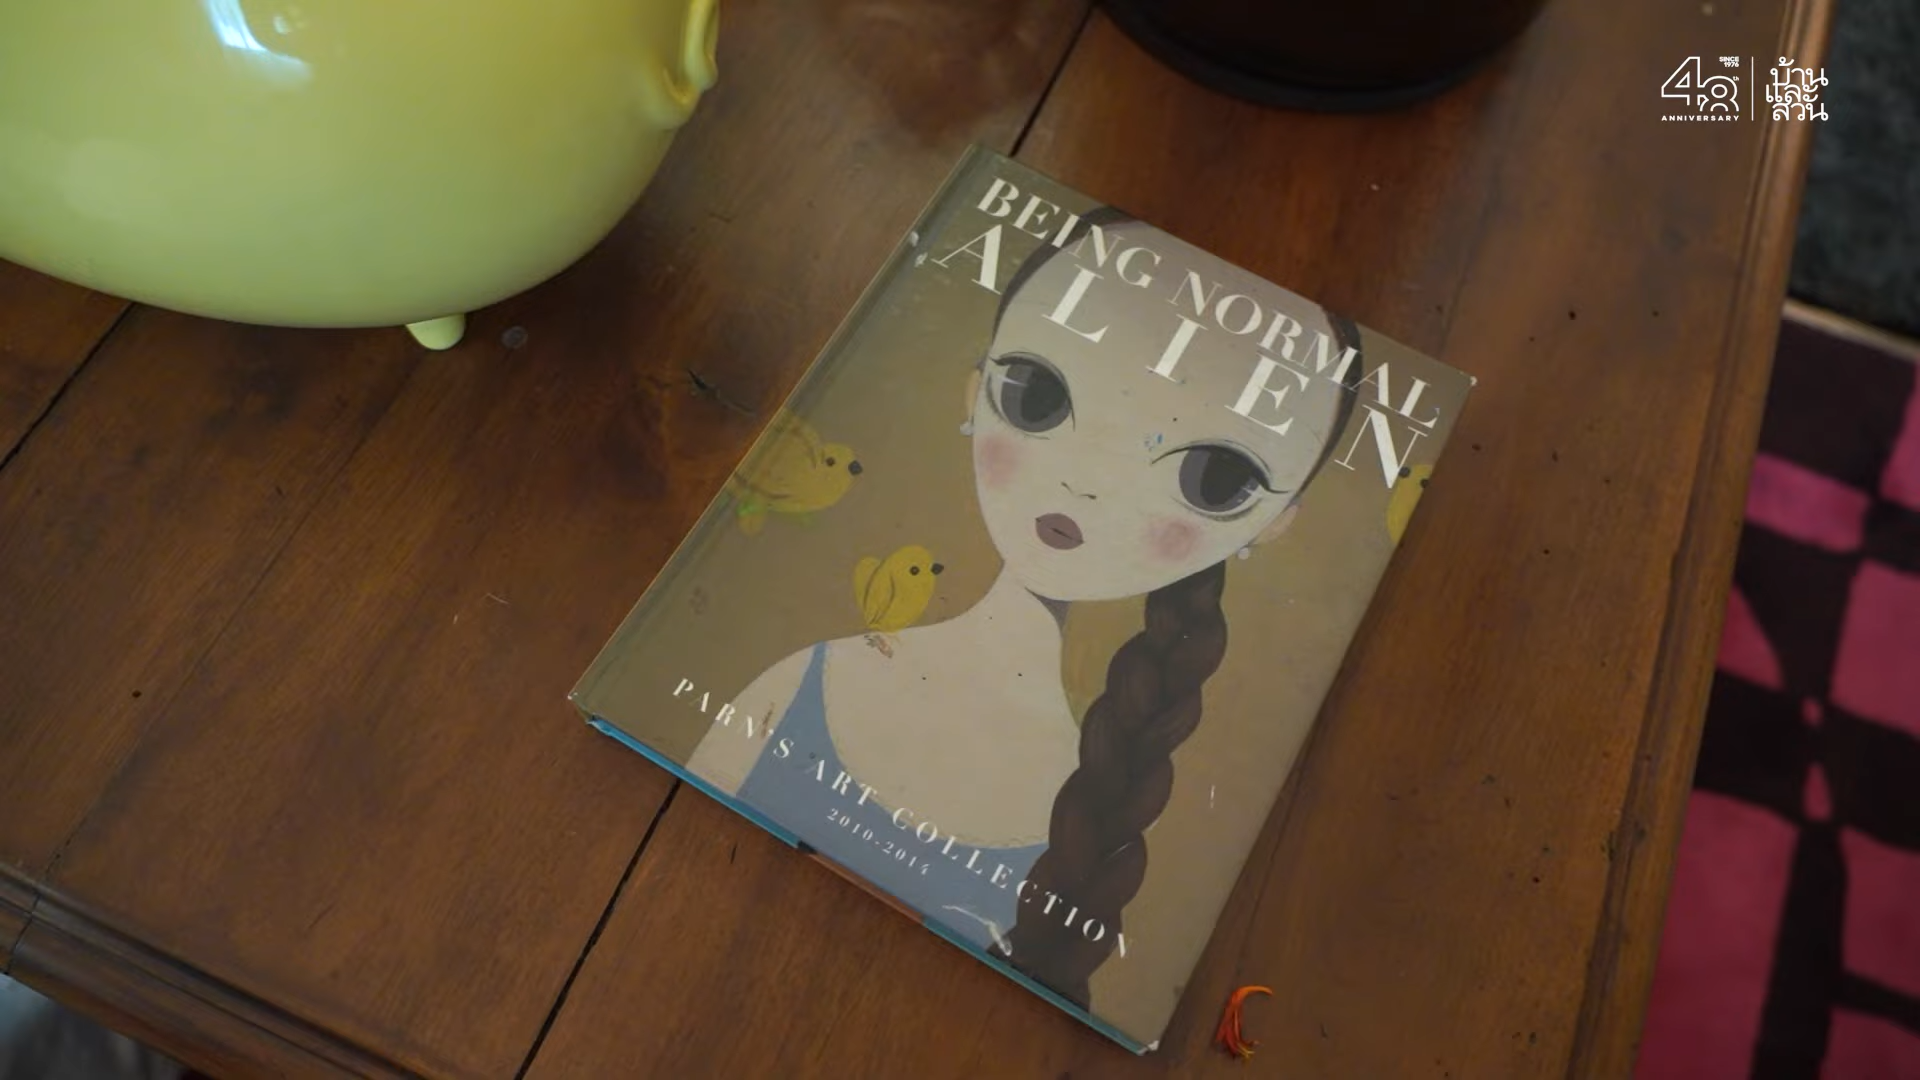 BEING NORMAL
ALIEN
PARN'S ART COLLECTION
2010-2014
48th
SINCE
1976
ANNIVERSARY
บ้าน
และ
สวน